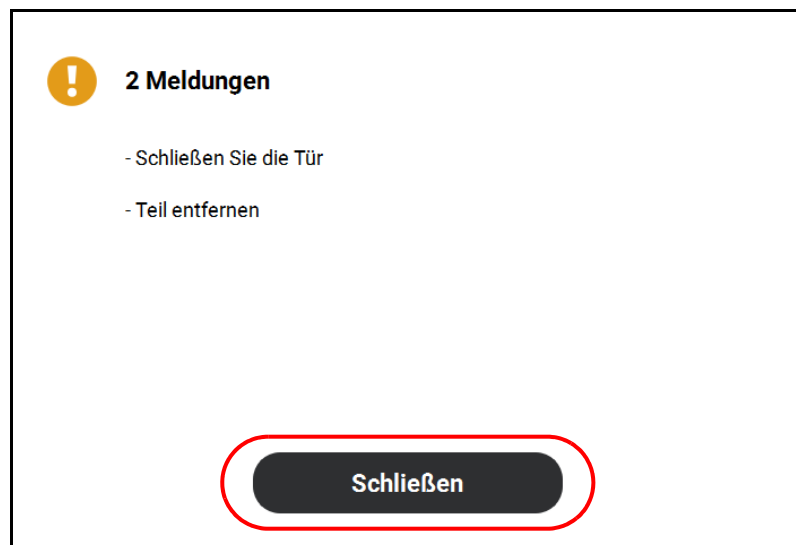 2 Meldungen
- Schließen Sie die Tür
- Teil entfernen
Schließen